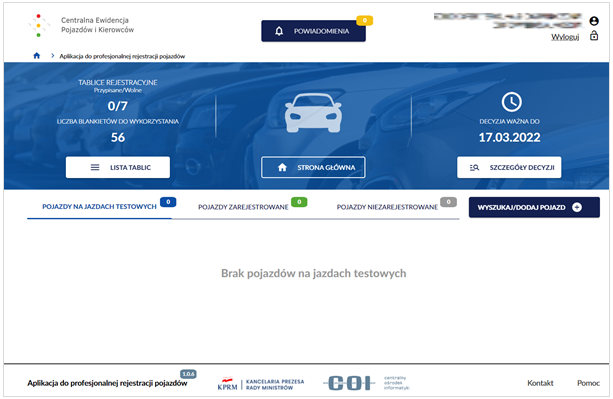 Centralna Ewidencja
Pojazdów i Kierowców
POWIADOMIENIA
0
Wyloguj
Aplikacja do profesjonalnej rejestracji pojazdów
TABLICE REJESTRACYJNE
Przypisane/Wolne
0/7
LICZBA BLANKIETÓW DO WYKORZYSTANIA
56
LISTA TABLIC
STRONA GŁÓWNA
DECYZJA WAŻNA DO
17.03.2022
SZCZEGÓŁY DECYZJI
POJAZDY NA JAZDACH TESTOWYCH 0
POJAZDY ZAREJESTROWANE 0
POJAZDY NIEZAREJESTROWANE 0
WYSZUKAJ/DODAJ POJAZD
Brak pojazdów na jazdach testowych
Aplikacja do profesjonalnej rejestracji pojazdów 1.0.6
KPRM
KANCELARIA PREZESA
RADY MINISTRÓW
COI
centralny
ośrodek
informatyki
Kontakt
Pomoc